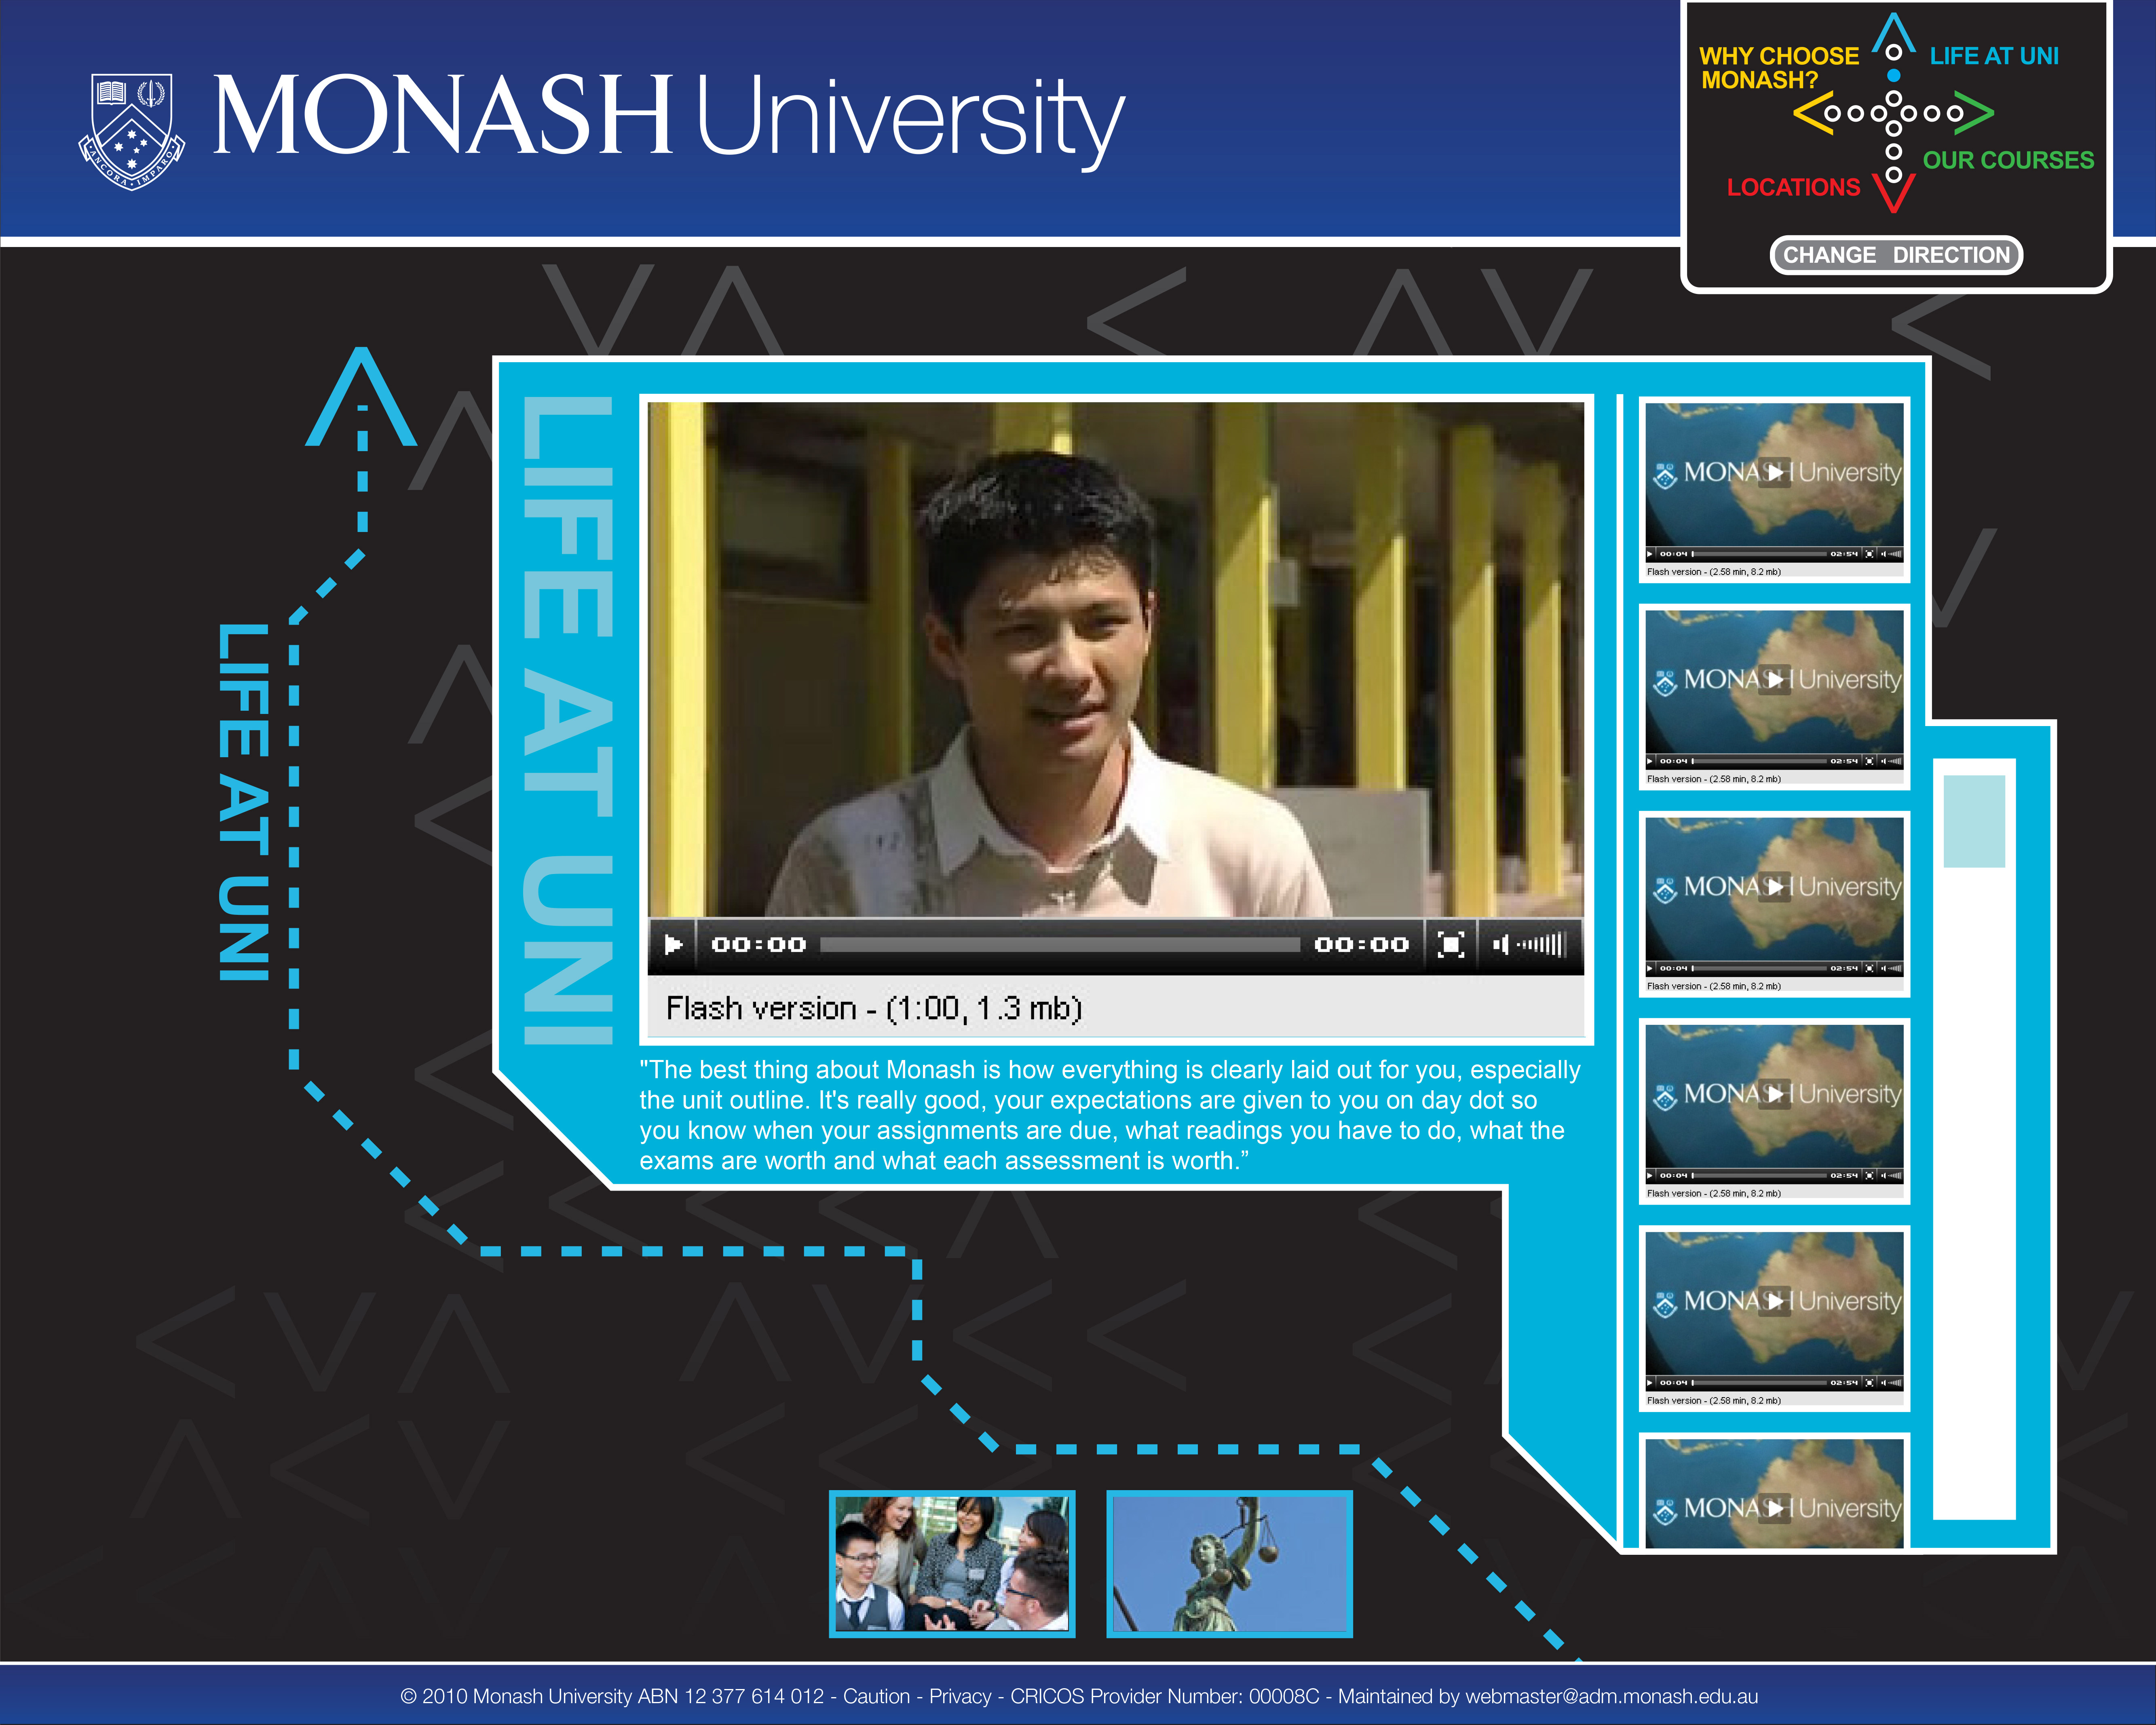 MONASH University
ANCORA IMPARO
WHY CHOOSE
MONASH?
LIFE AT UNI
OUR COURSES
LOCATIONS
CHANGE DIRECTION
LIFE AT UNI
LIFE AT UNI
00:00
00:00
Flash version - (1:00, 1.3 mb)
"The best thing about Monash is how everything is clearly laid out for you, especially
the unit outline. It's really good, your expectations are given to you on day dot so
you know when your assignments are due, what readings you have to do, what the
exams are worth and what each assessment is worth.”
MONASH University
00:04 02:54
Flash version - (2.58 min, 8.2 mb)
MONASH University
00:04 02:54
Flash version - (2.58 min, 8.2 mb)
MONASH University
00:04 02:54
Flash version - (2.58 min, 8.2 mb)
MONASH University
00:04 02:54
Flash version - (2.58 min, 8.2 mb)
MONASH University
00:04 02:54
Flash version - (2.58 min, 8.2 mb)
MONASH University
© 2010 Monash University ABN 12 377 614 012 - Caution - Privacy - CRICOS Provider Number: 00008C - Maintained by webmaster@adm.monash.edu.au